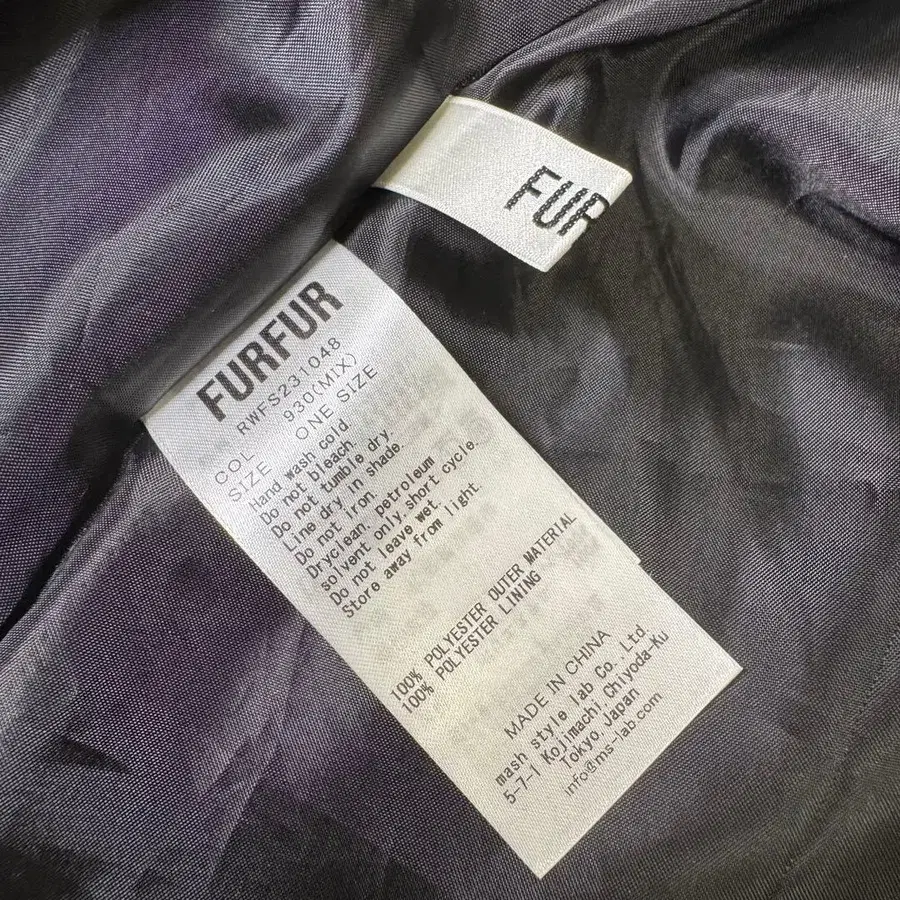 FUR
FURFUR
RWFS231048
COL 930(MIX)
SIZE ONE SIZE
Hand wash cold.
Do not bleach.
Do not tumble dry.
Line dry in shade.
Do not iron.
Dryclean, petroleum
solvent only,short cycle.
Do not leave wet.
Store away from light.
100% POLYESTER OUTER MATERIAL
100% POLYESTER LINING
MADE IN CHINA
mash style lab Co., Ltd.
5-7-1 Kojimachi, Chiyoda-Ku
Tokyo, Japan
info@ms-lab.com